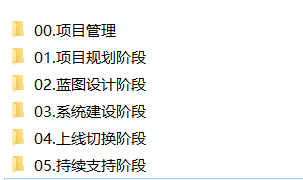 00.项目管理
01.项目规划阶段
02.蓝图设计阶段
03.系统建设阶段
04.上线切换阶段
05.持续支持阶段